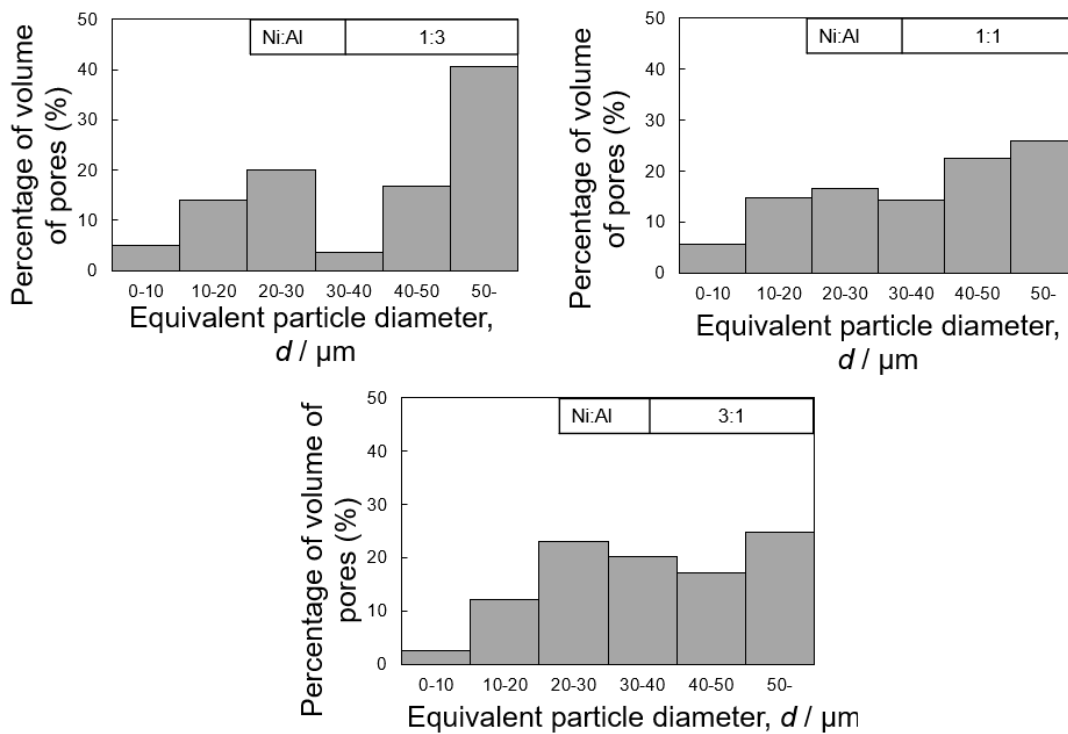 Percentage of volume
of pores (%)
50
40
30
20
10
0
Ni:Al 1:3
0-10 10-20 20-30 30-40 40-50 50-
Equivalent particle diameter,
d / µm
Percentage of volume
of pores (%)
50
40
30
20
10
0
Ni:Al 1:1
0-10 10-20 20-30 30-40 40-50 50-
Equivalent particle diameter,
d / µm
Percentage of volume of
pores (%)
50
40
30
20
10
0
Ni:Al 3:1
0-10 10-20 20-30 30-40 40-50 50-
Equivalent particle diameter, d / µm